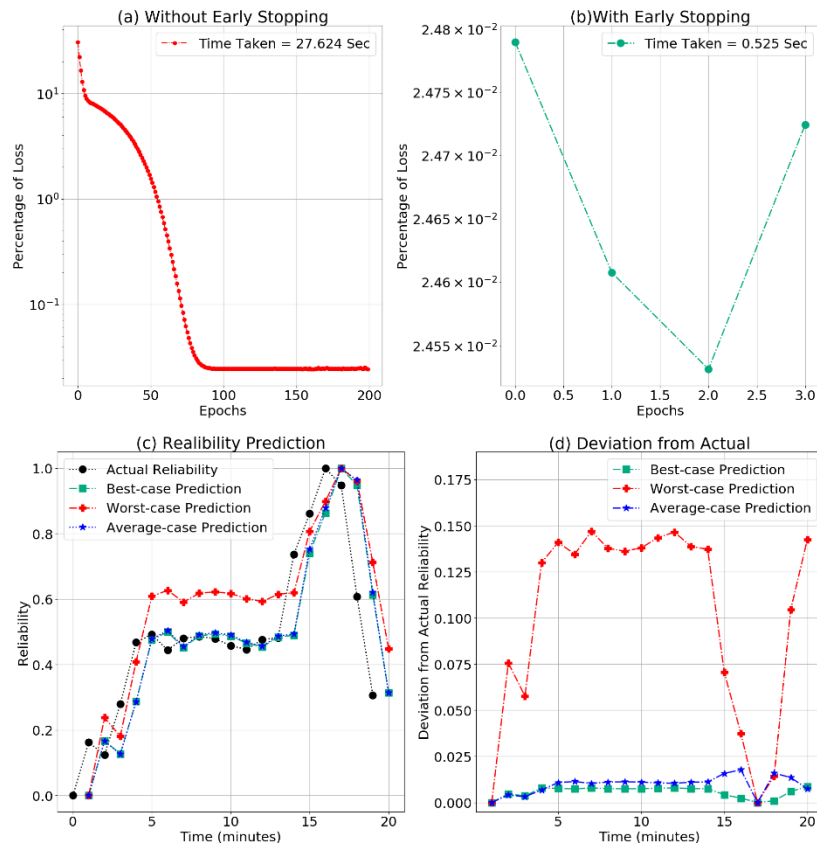 (a) Without Early Stopping
Time Taken = 27.624 Sec
Percentage of Loss
10¹
10⁰
10⁻¹
0 50 100 150 200
Epochs
(b)With Early Stopping
Time Taken = 0.525 Sec
Percentage of Loss
2.48 × 10⁻²
2.475 × 10⁻²
2.47 × 10⁻²
2.465 × 10⁻²
2.46 × 10⁻²
2.455 × 10⁻²
0.0 0.5 1.0 1.5 2.0 2.5 3.0
Epochs
(c) Realibility Prediction
Actual Reliability
Best-case Prediction
Worst-case Prediction
Average-case Prediction
Reliability
1.0
0.8
0.6
0.4
0.2
0.0
0 5 10 15 20
Time (minutes)
(d) Deviation from Actual
Best-case Prediction
Worst-case Prediction
Average-case Prediction
Deviation from Actual Reliability
0.175
0.150
0.125
0.100
0.075
0.050
0.025
0.000
5 10 15 20
Time (minutes)